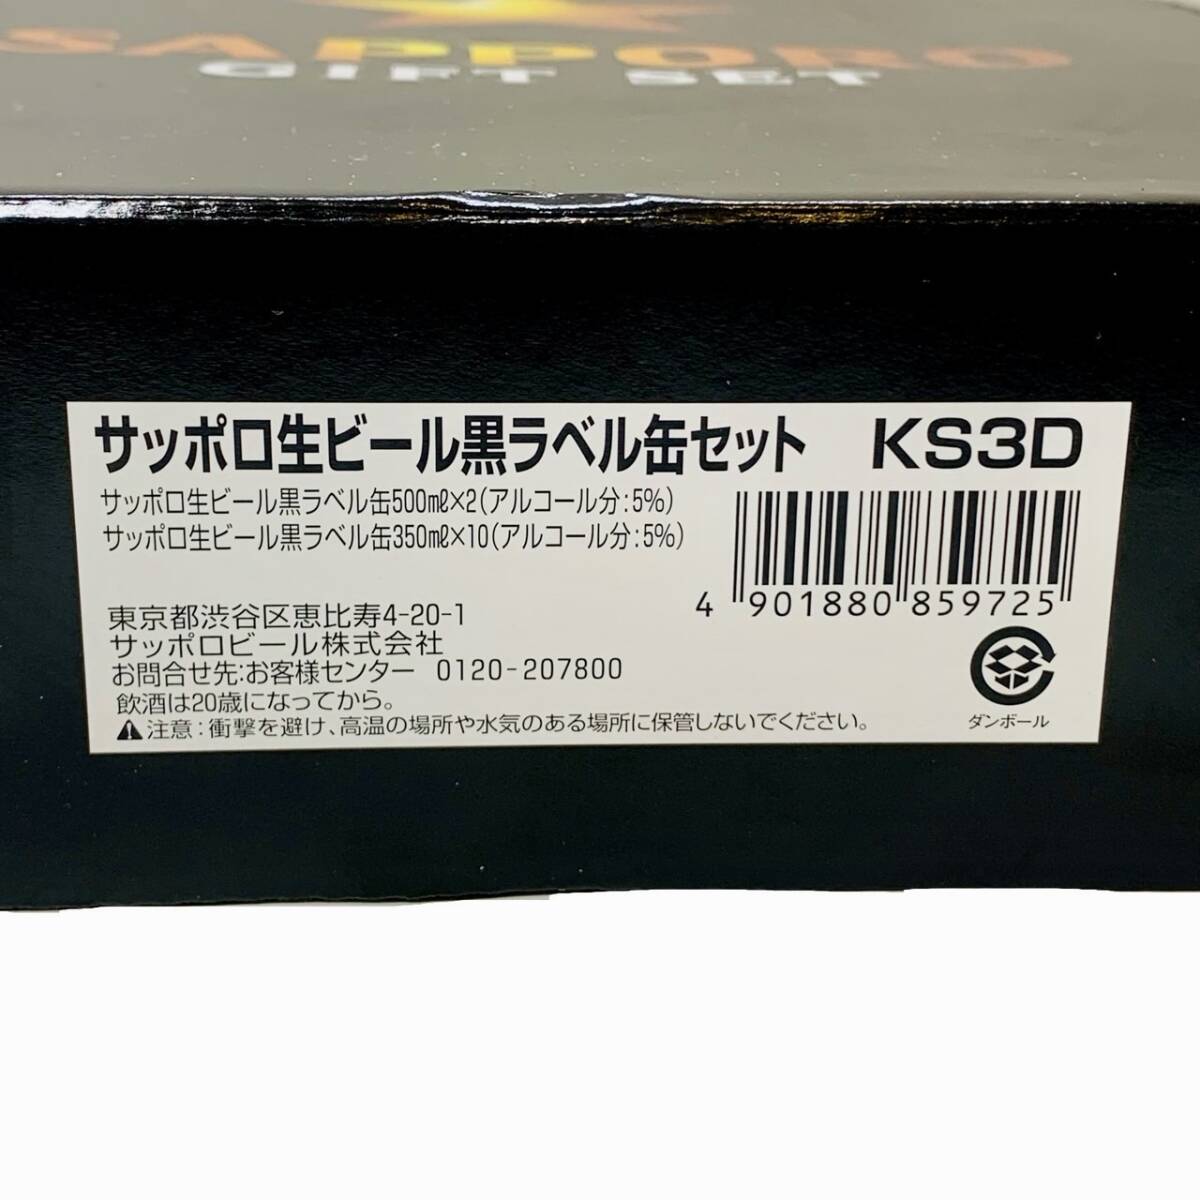 SAPPORO
GIFT SET
サッポロ生ビール黒ラベル缶セット KS3D
サッポロ生ビール黒ラベル缶500㎖×2(アルコール分:5%)
サッポロ生ビール黒ラベル缶350㎖×10(アルコール分:5%)
4 901880 859725
東京都渋谷区恵比寿4-20-1
サッポロビール株式会社
お問合せ先:お客様センター 0120-207800
飲酒は20歳になってから。
⚠注意:衝撃を避け、高温の場所や水気のある場所に保管しないでください。
ダンボール